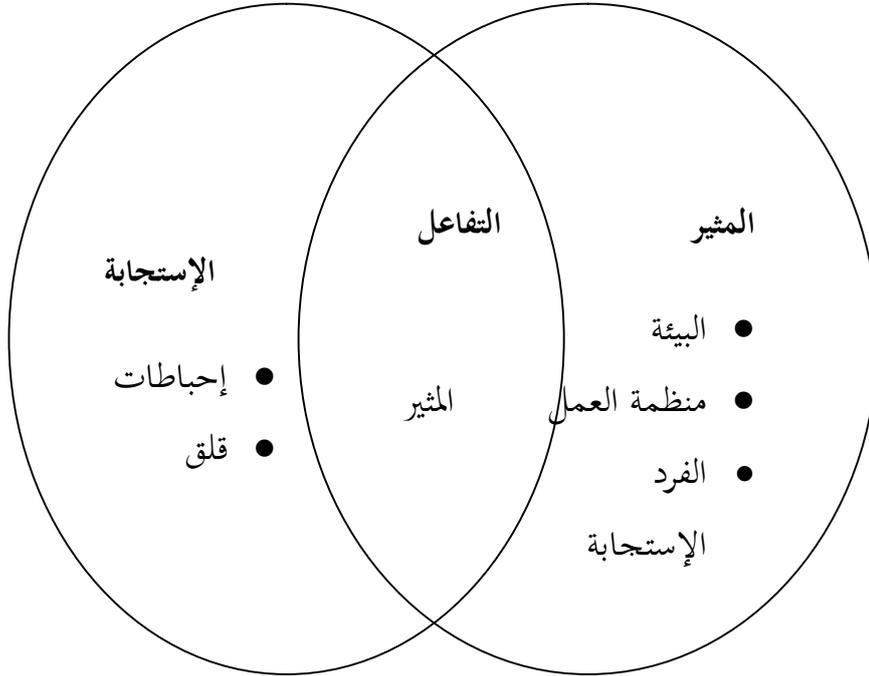 المثير
● البيئة
● منظمة العمل
● الفرد
الإستجابة
التفاعل
المثير
الإستجابة
● إحباطات
● قلق